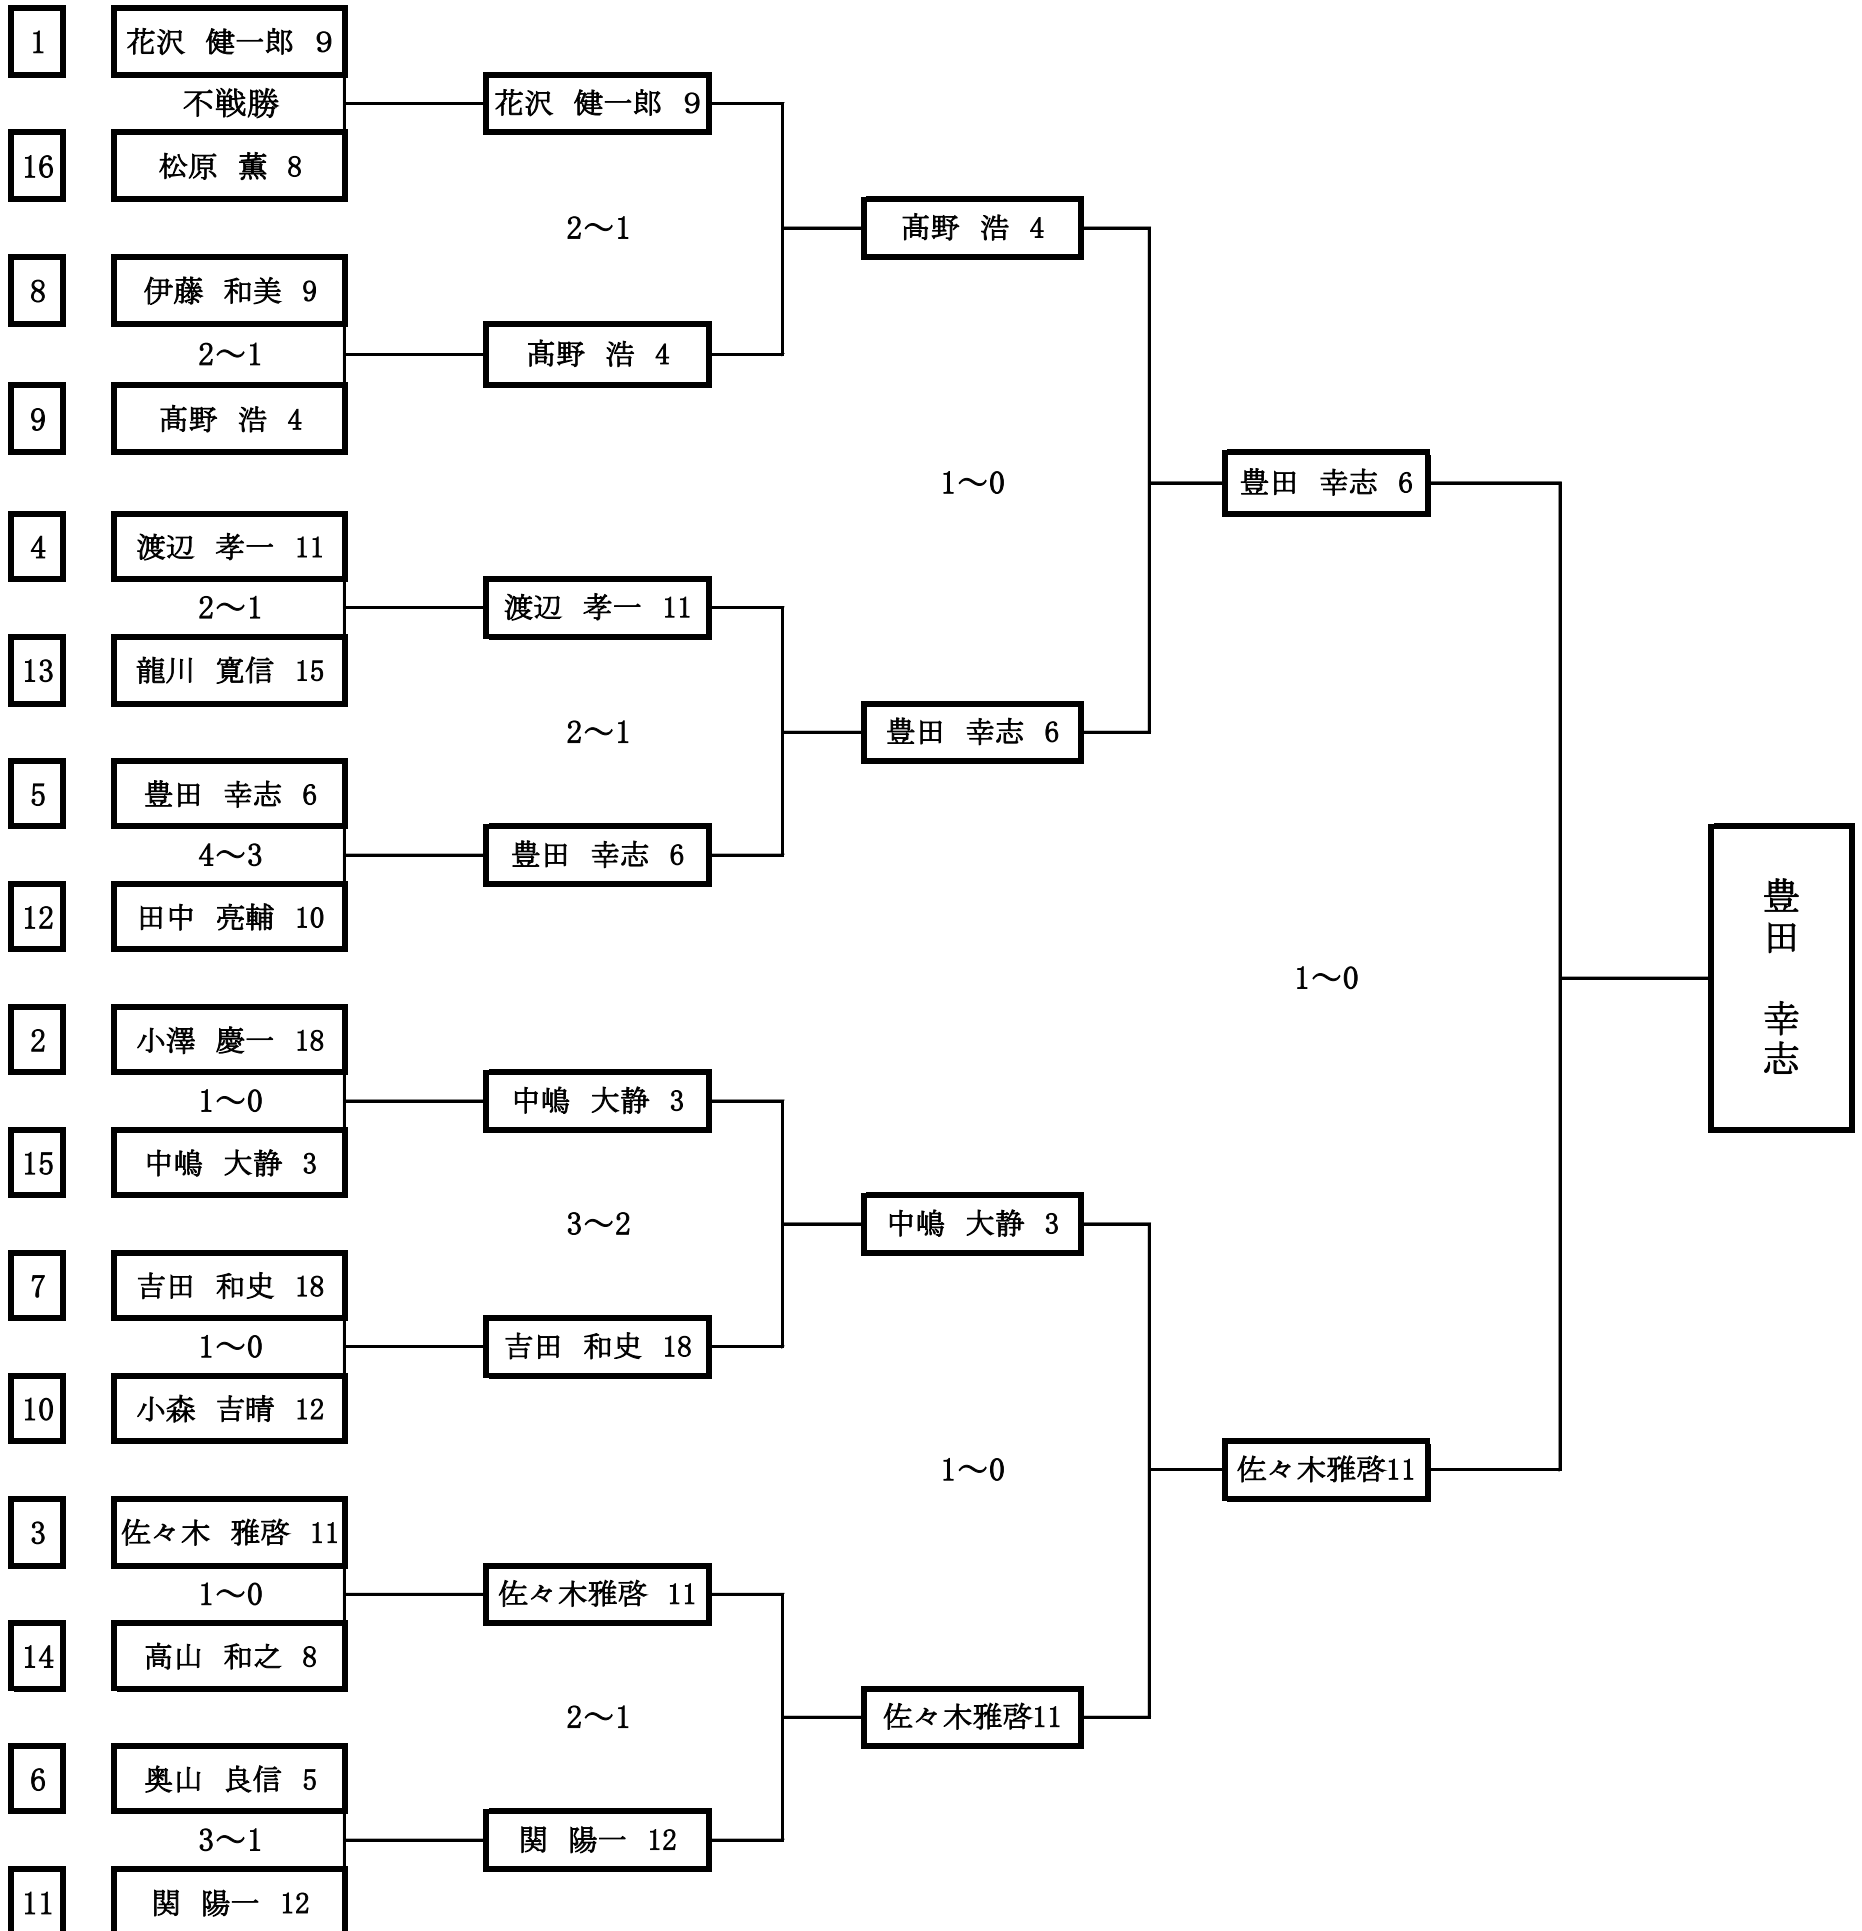 1 花沢 健一郎 9
不戦勝 花沢 健一郎 9
16 松原 薫 8
2～1 髙野 浩 4
8 伊藤 和美 9
2～1 髙野 浩 4
9 髙野 浩 4
1～0 豊田 幸志 6
4 渡辺 孝一 11
2～1 渡辺 孝一 11
13 龍川 寛信 15
2～1 豊田 幸志 6
5 豊田 幸志 6
4～3 豊田 幸志 6
12 田中 亮輔 10
1～0 豊田 幸志
2 小澤 慶一 18
1～0 中嶋 大静 3
15 中嶋 大静 3
3～2 中嶋 大静 3
7 吉田 和史 18
1～0 吉田 和史 18
10 小森 吉晴 12
1～0 佐々木雅啓11
3 佐々木 雅啓 11
1～0 佐々木雅啓 11
14 高山 和之 8
2～1 佐々木雅啓11
6 奥山 良信 5
3～1 関 陽一 12
11 関 陽一 12